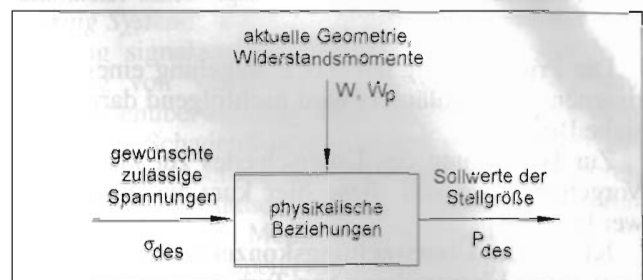 aktuelle Geometrie,
Widerstandsmomente
W, Wp
gewünschte
zulässige
Spannungen
σdes
physikalische
Beziehungen
Sollwerte der
Stellgröße
Pdes